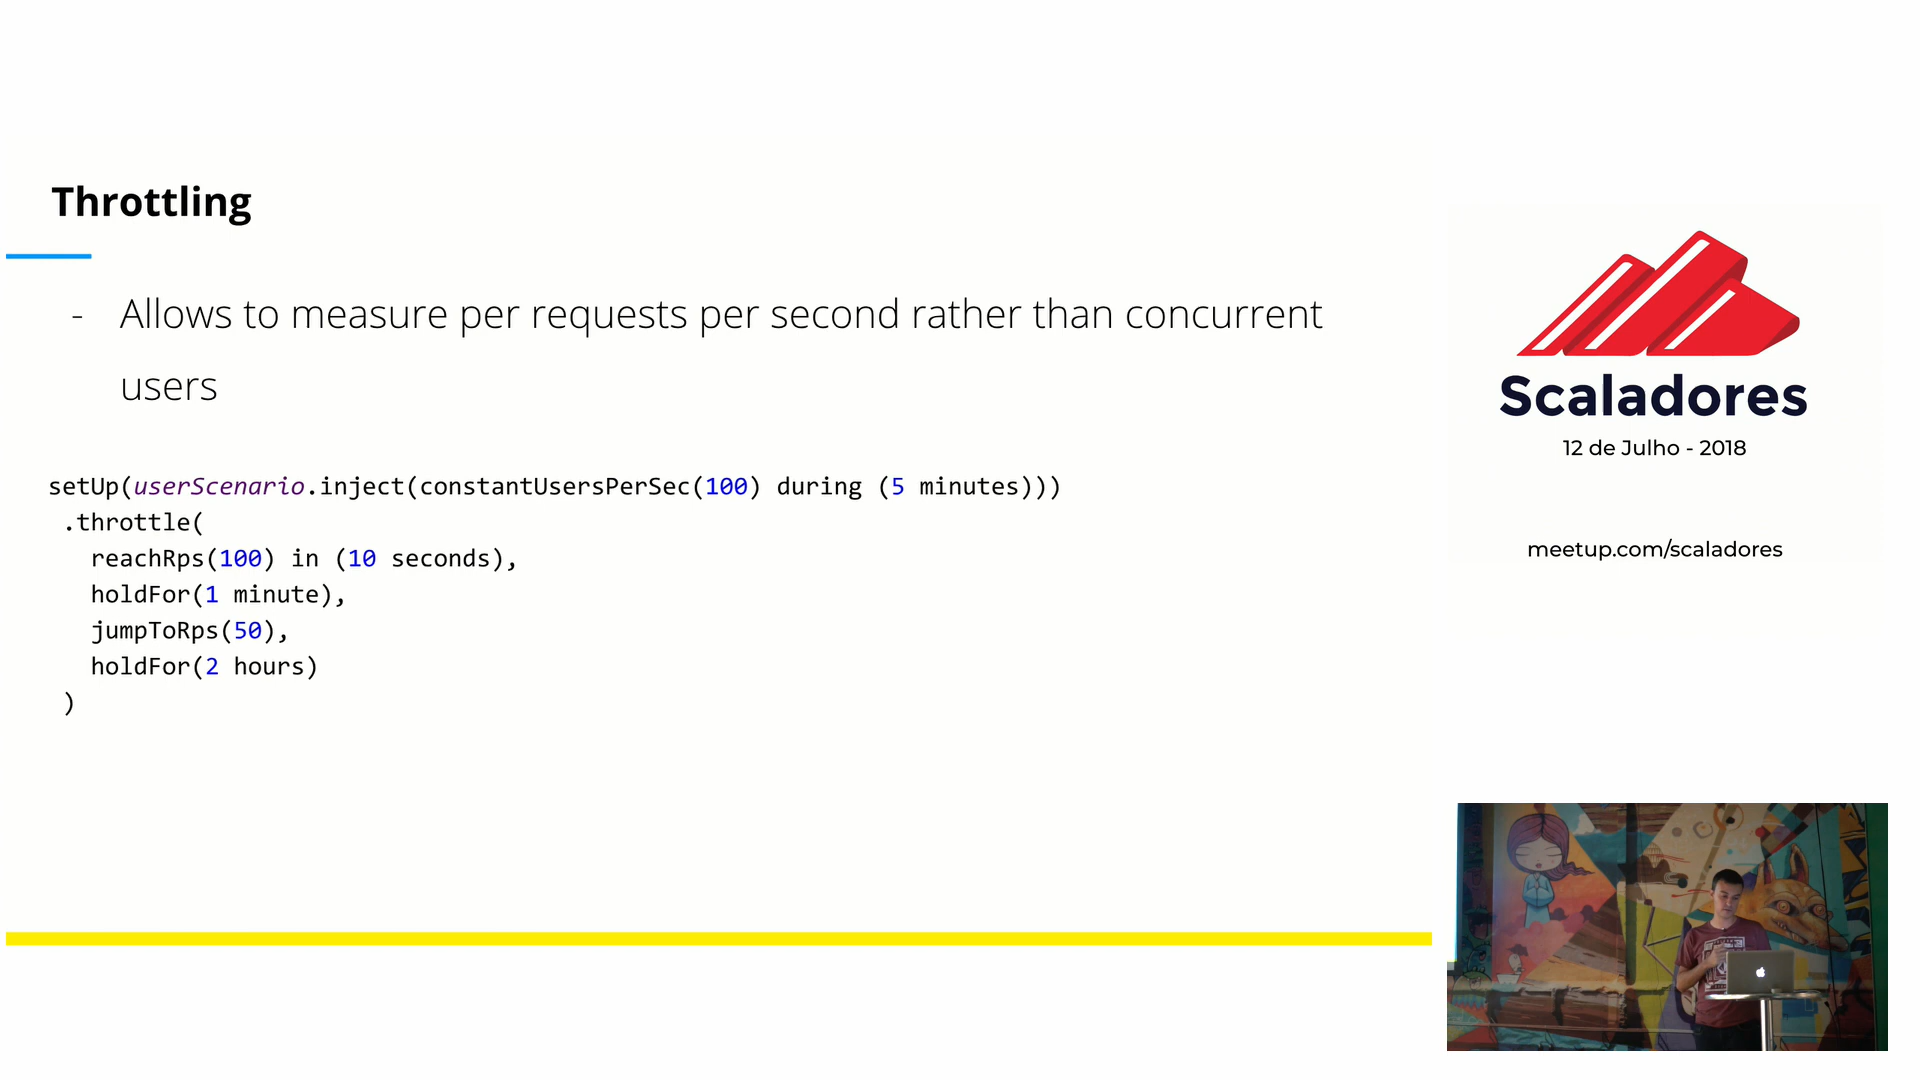 Throttling
- Allows to measure per requests per second rather than concurrent
users
setUp(userScenario.inject(constantUsersPerSec(100) during (5 minutes)))
.throttle(
reachRps(100) in (10 seconds),
holdFor(1 minute),
jumpToRps(50),
holdFor(2 hours)
)
Scaladores
12 de Julho - 2018
meetup.com/scaladores